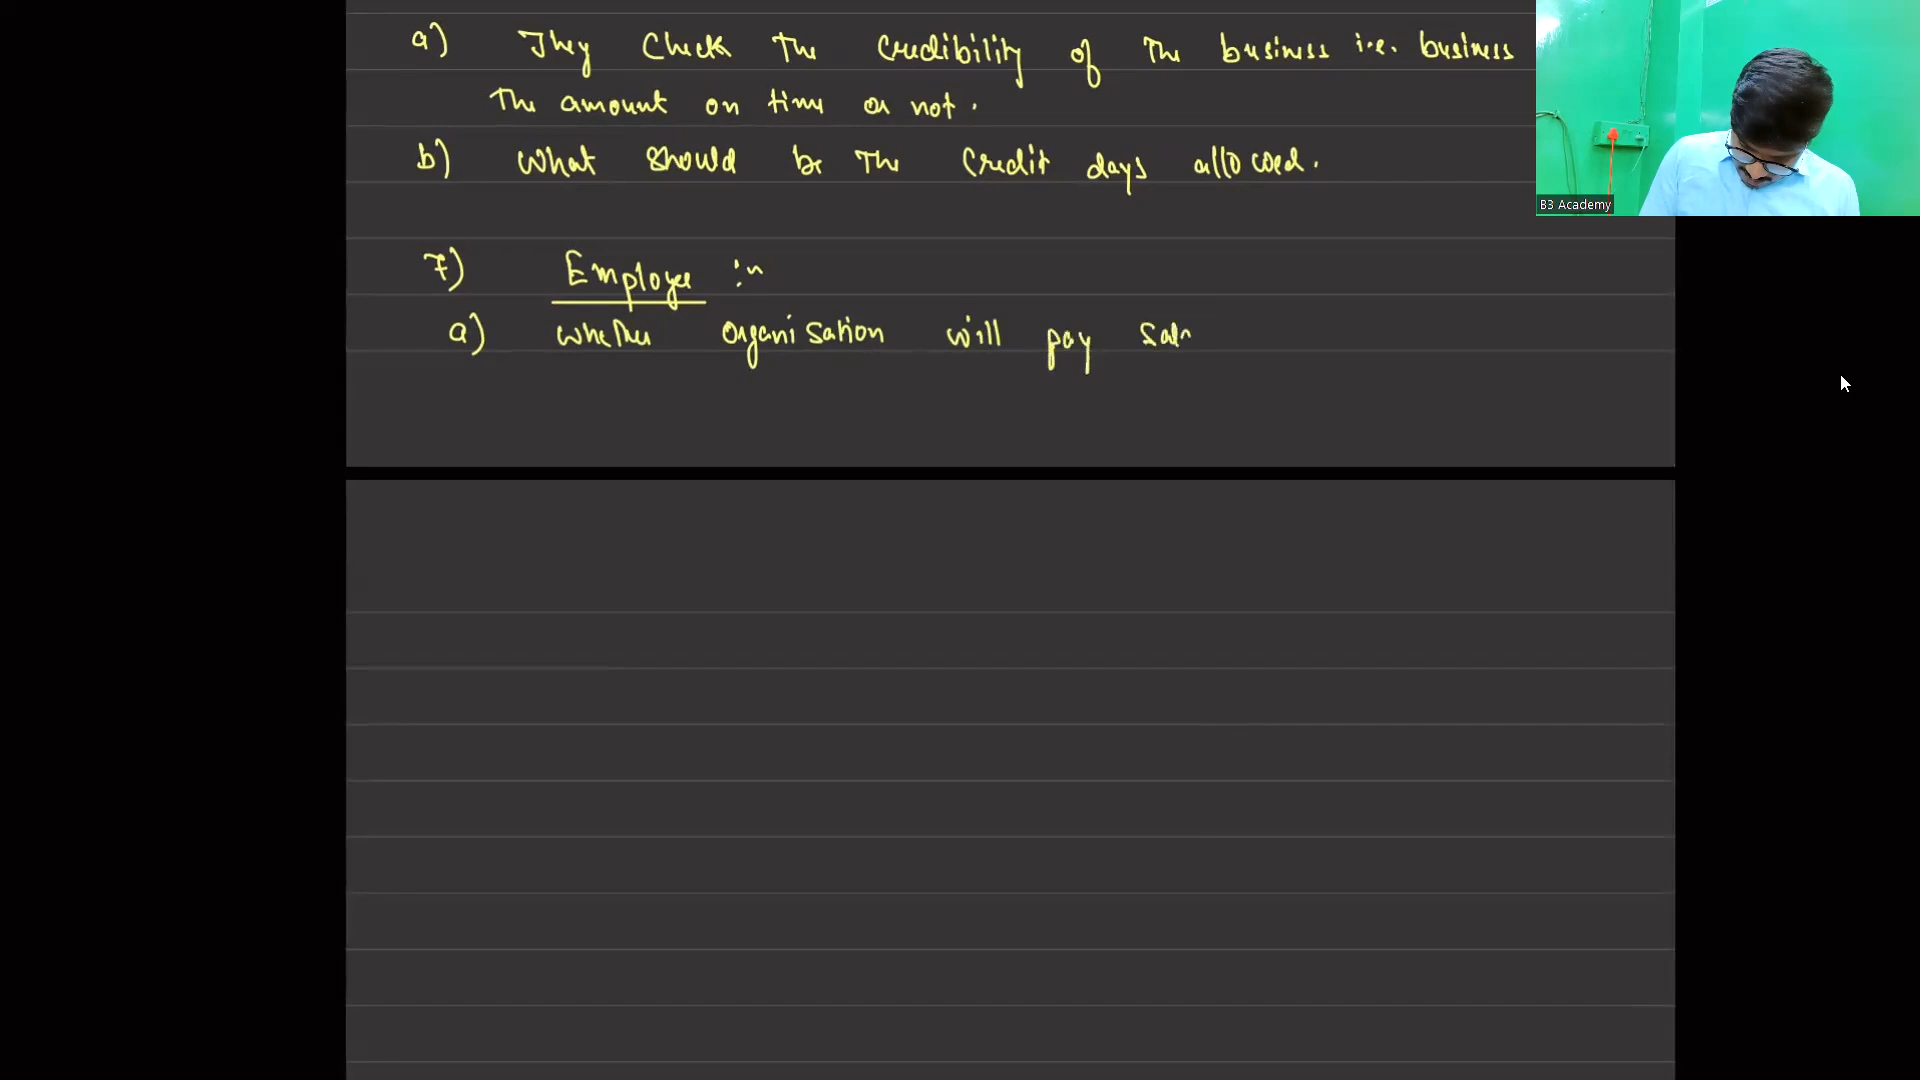 a) They Check The Credibility of The business i.e. business
The amount on time or not.
b) What should be The Credit days allowed.
B3 Academy
7) Employee :~
a) whether Organisation will pay Sal